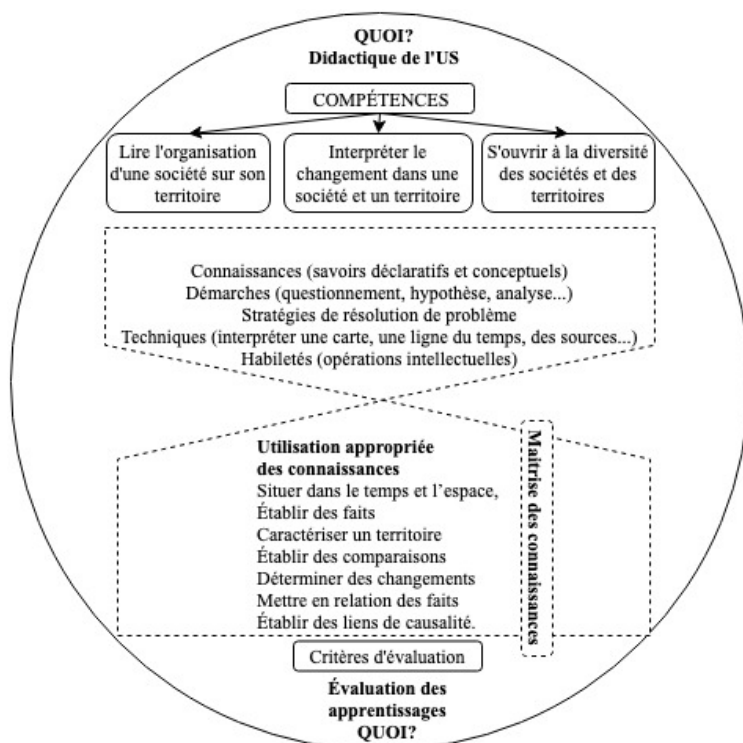 QUOI?
Didactique de l'US
COMPÉTENCES
Lire l'organisation
d'une société sur son
territoire
Interpréter le
changement dans une
société et un territoire
S'ouvrir à la diversité
des sociétés et des
territoires
Connaissances (savoirs déclaratifs et conceptuels)
Démarches (questionnement, hypothèse, analyse...)
Stratégies de résolution de problème
Techniques (interpréter une carte, une ligne du temps, des sources...)
Habiletés (opérations intellectuelles)
Utilisation appropriée
des connaissances
Situer dans le temps et l’espace,
Établir des faits
Caractériser un territoire
Établir des comparaisons
Déterminer des changements
Mettre en relation des faits
Établir des liens de causalité.
Maitrise des connaissances
Critères d'évaluation
Évaluation des
apprentissages
QUOI?